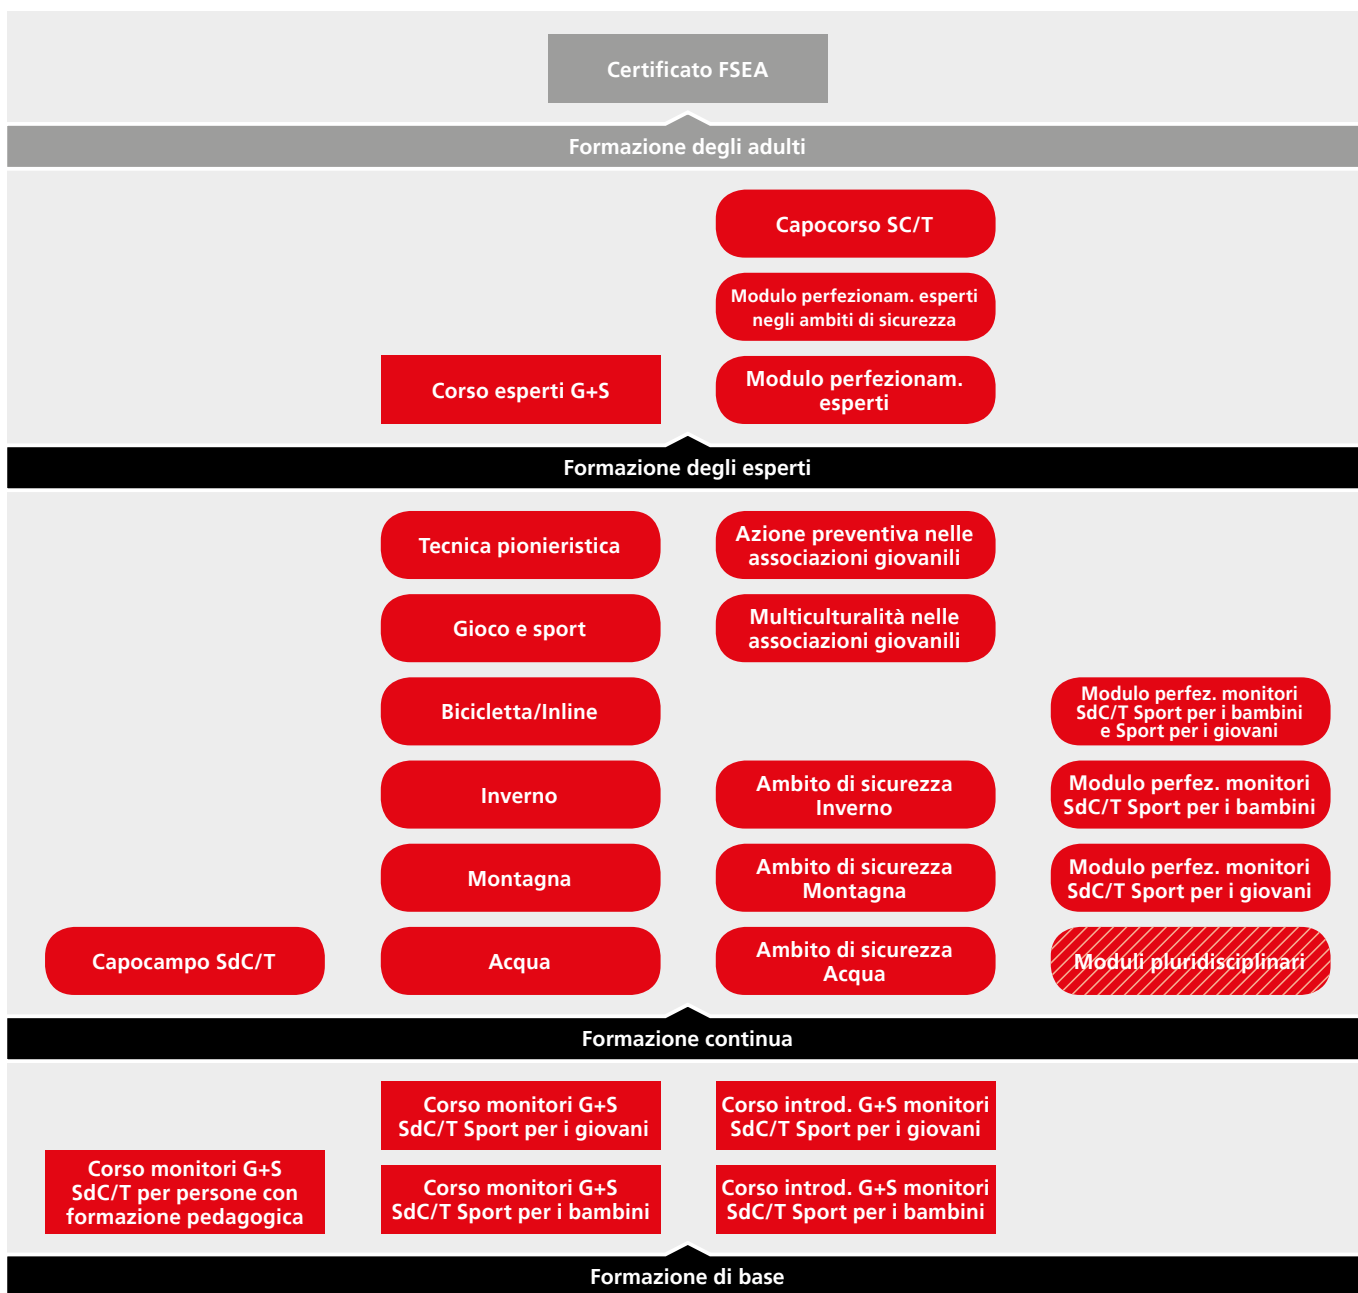 Certificato FSEA
Formazione degli adulti
Capocorso SC/T
Modulo perfezionam. esperti
negli ambiti di sicurezza
Corso esperti G+S
Modulo perfezionam.
esperti
Formazione degli esperti
Tecnica pionieristica
Azione preventiva nelle
associazioni giovanili
Gioco e sport
Multiculturalità nelle
associazioni giovanili
Bicicletta/Inline
Modulo perfez. monitori
SdC/T Sport per i bambini
e Sport per i giovani
Inverno
Ambito di sicurezza
Inverno
Modulo perfez. monitori
SdC/T Sport per i bambini
Montagna
Ambito di sicurezza
Montagna
Modulo perfez. monitori
SdC/T Sport per i giovani
Capocampo SdC/T
Acqua
Ambito di sicurezza
Acqua
Moduli pluridisciplinari
Formazione continua
Corso monitori G+S
SdC/T Sport per i giovani
Corso introd. G+S monitori
SdC/T Sport per i giovani
Corso monitori G+S
SdC/T per persone con
formazione pedagogica
Corso monitori G+S
SdC/T Sport per i bambini
Corso introd. G+S monitori
SdC/T Sport per i bambini
Formazione di base